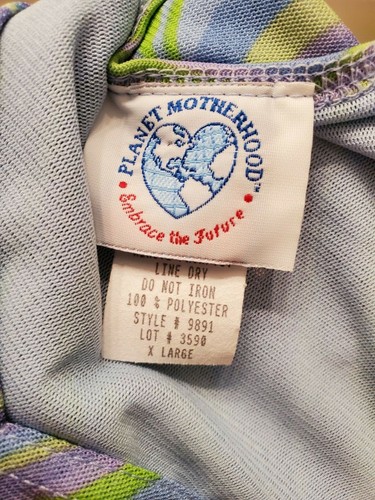 PLANET MOTHERHOOD™
Embrace the Future
LINE DRY
DO NOT IRON
100 % POLYESTER
STYLE # 9891
LOT # 3590
X LARGE